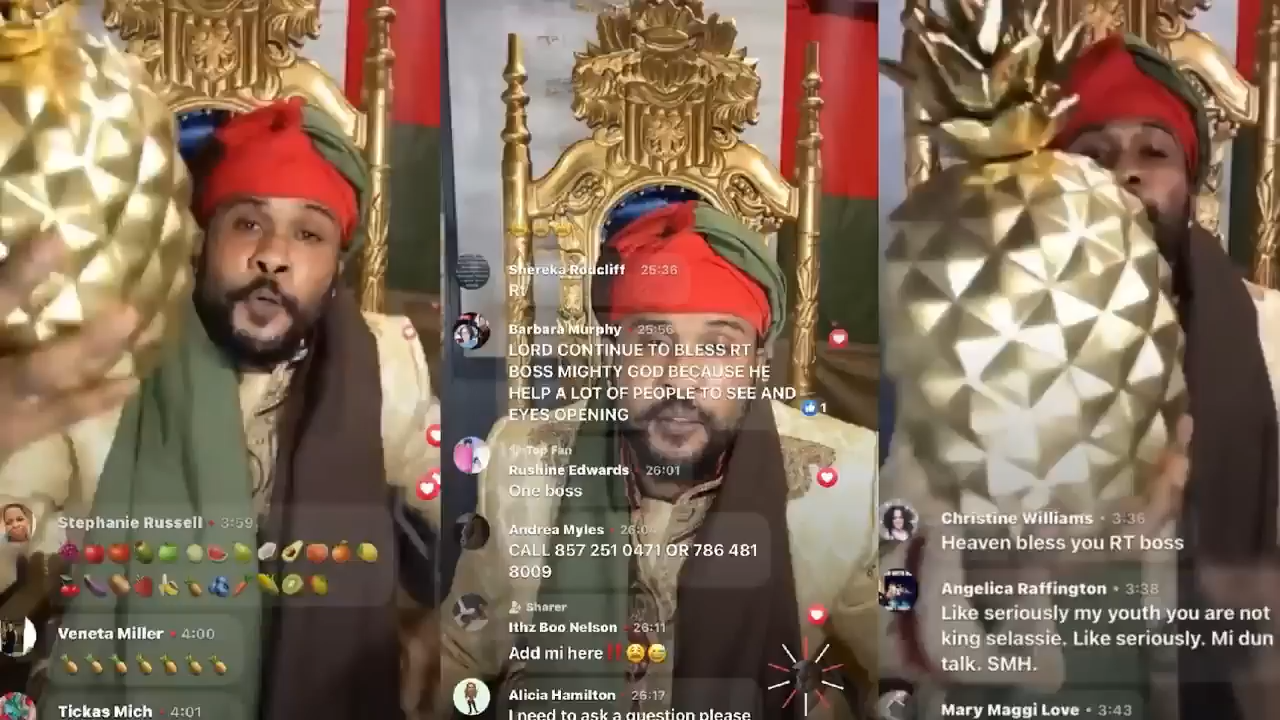 Stephanie Russell • 3:59
Veneta Miller • 4:00
Tickas Mich • 4:01
Shereka Roucliff 25:36
R1
Barbara Murphy 25:56
LORD CONTINUE TO BLESS RT
BOSS MIGHTY GOD BECAUSE HE
HELP A LOT OF PEOPLE TO SEE AND
EYES OPENING
1
Top Fan
Rushine Edwards 26:01
One boss
Andrea Myles 26:04
CALL 857 251 0471 OR 786 481
8009
Sharer
Ithz Boo Nelson 26:11
Add mi here‼️😩😅
Alicia Hamilton 26:17
I need to ask a question please
Christine Williams • 3:36
Heaven bless you RT boss
Angelica Raffington • 3:38
Like seriously my youth you are not
king selassie. Like seriously. Mi dun
talk. SMH.
Mary Maggi Love • 3:43